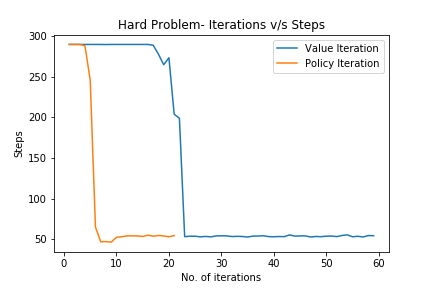 Hard Problem- Iterations v/s Steps
300
250
200
150
100
50
Steps
Value Iteration
Policy Iteration
0
10
20
30
40
50
60
No. of iterations